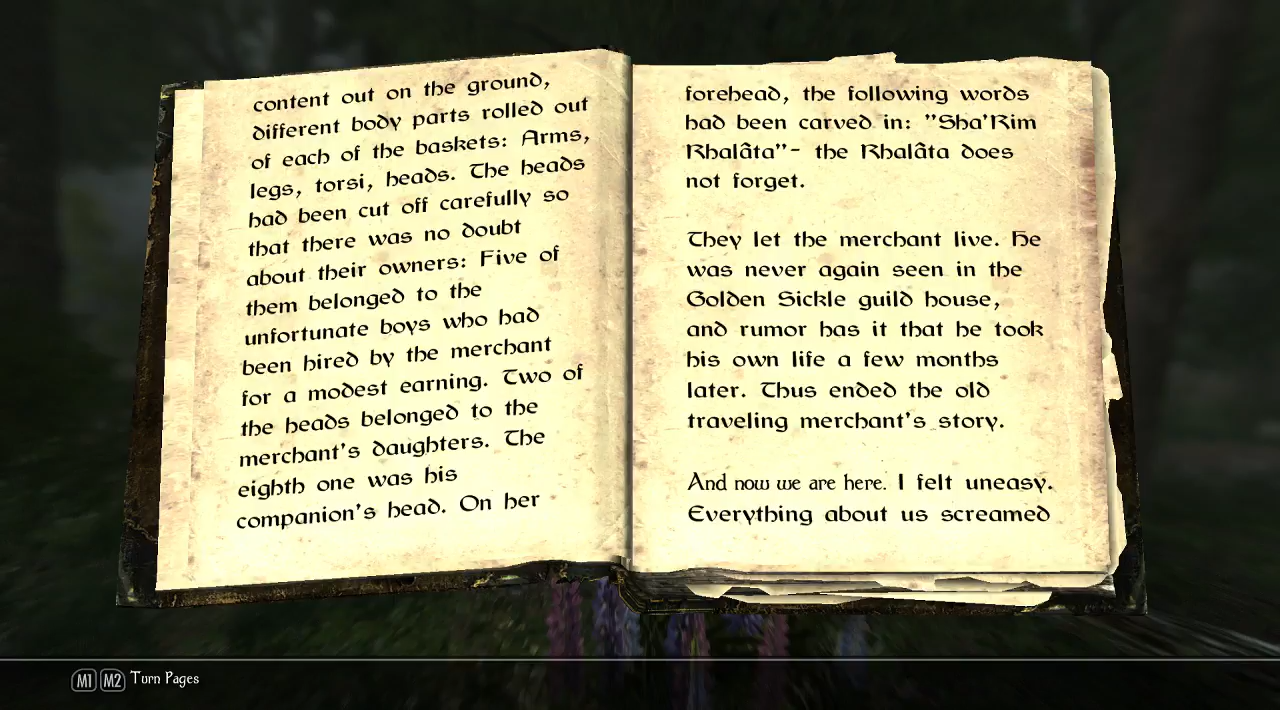 content out on the ground,
different body parts rolled out
of each of the baskets: Arms,
legs, torsi, heads. The heads
had been cut off carefully so
that there was no doubt
about their owners: Five of
them belonged to the
unfortunate boys who had
been hired by the merchant
for a modest earning. Two of
the heads belonged to the
merchant's daughters. The
eighth one was his
companion's head. On her
forehead, the following words
had been carved in: "Sha'Rim
Rhalâta"- the Rhalâta does
not forget.
They let the merchant live. He
was never again seen in the
Golden Sickle guild house,
and rumor has it that he took
his own life a few months
later. Thus ended the old
traveling merchant's story.
And now we are here. I felt uneasy.
Everything about us screamed
M1 M2 Turn Pages